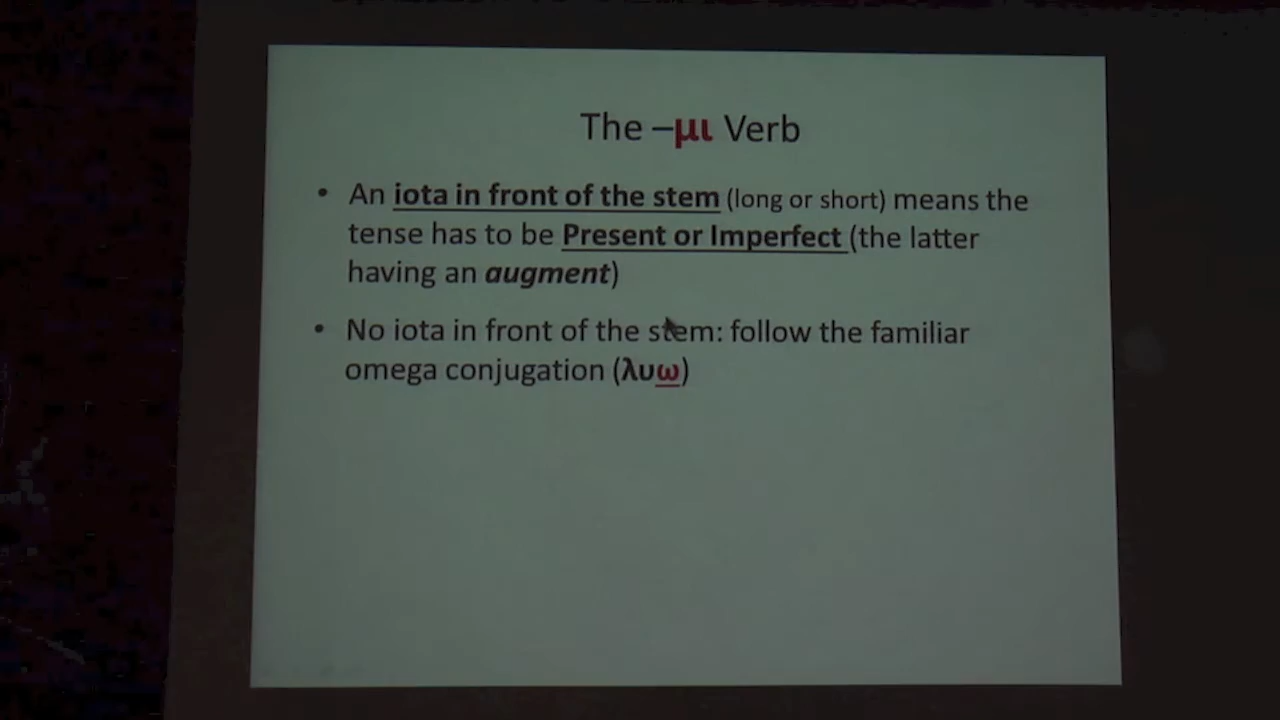 The –μι Verb
• An iota in front of the stem (long or short) means the
tense has to be Present or Imperfect (the latter
having an augment)
• No iota in front of the stem: follow the familiar
omega conjugation (λυω)